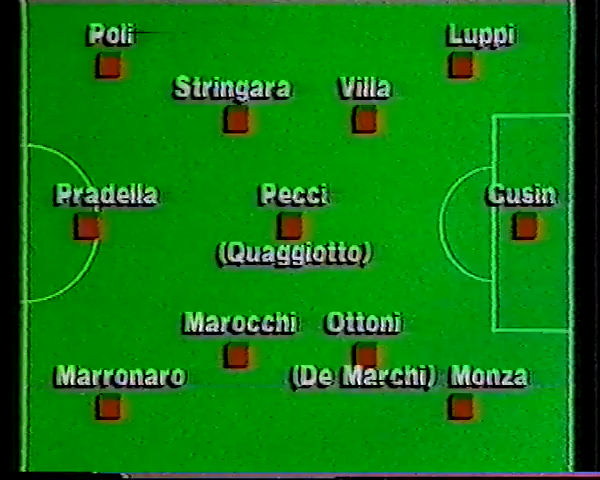 Poli
Luppi
Stringara
Villa
Pradella
Pecci
Cusin
(Quaggiotto)
Marocchi
Ottoni
Marronaro
(De Marchi)
Monza